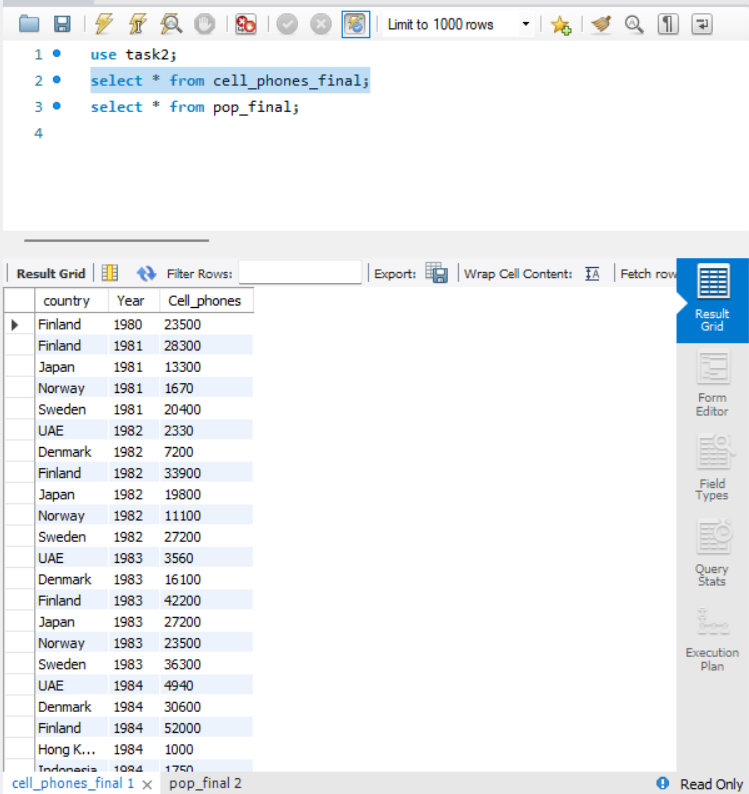 Limit to 1000 rows
1 use task2;
2 select * from cell_phones_final;
3 select * from pop_final;
4
Result Grid Filter Rows: Export: Wrap Cell Content: Fetch row
country Year Cell_phones
Finland 1980 23500
Finland 1981 28300
Japan 1981 13300
Norway 1981 1670
Sweden 1981 20400
UAE 1982 2330
Denmark 1982 7200
Finland 1982 33900
Japan 1982 19800
Norway 1982 11100
Sweden 1982 27200
UAE 1983 3560
Denmark 1983 16100
Finland 1983 42200
Japan 1983 27200
Norway 1983 23500
Sweden 1983 36300
UAE 1984 4940
Denmark 1984 30600
Finland 1984 52000
Hong K... 1984 1000
Indonesia 1984 1750
Result
Grid
Form
Editor
Field
Types
Query
Stats
Execution
Plan
cell_phones_final 1 pop_final 2 Read Only